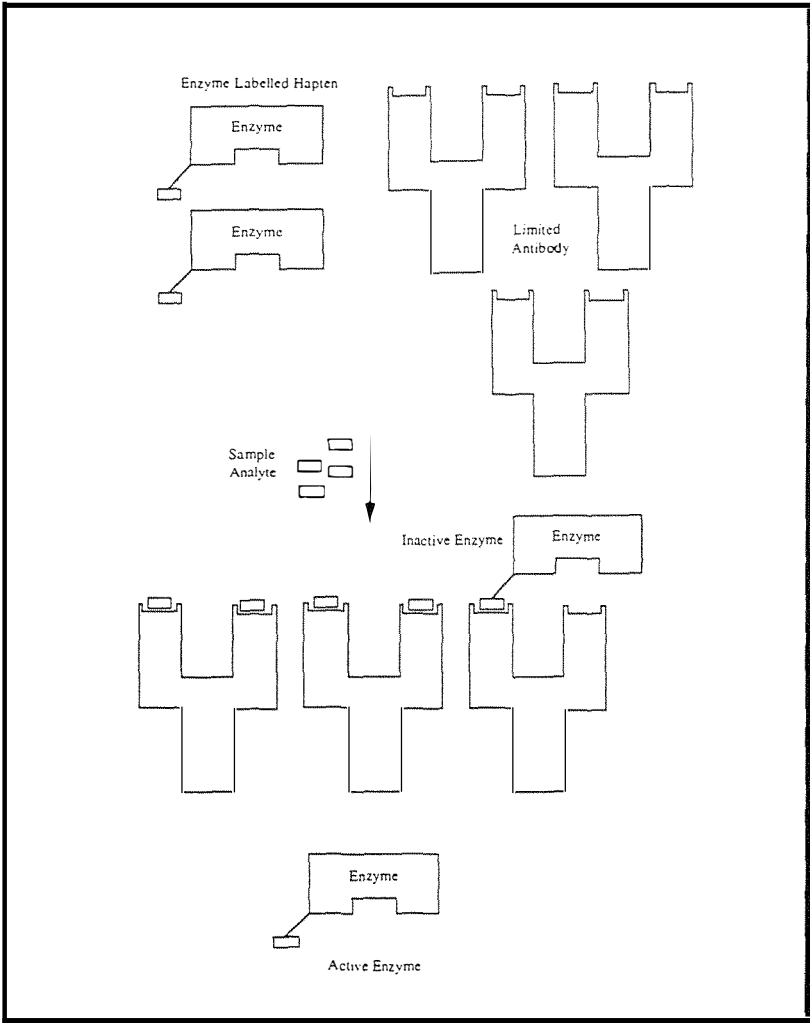 Enzyme Labelled Hapten
Enzyme
Enzyme
Limited
Antibody
Sample
Analyte
Inactive Enzyme
Enzyme
Enzyme
Active Enzyme